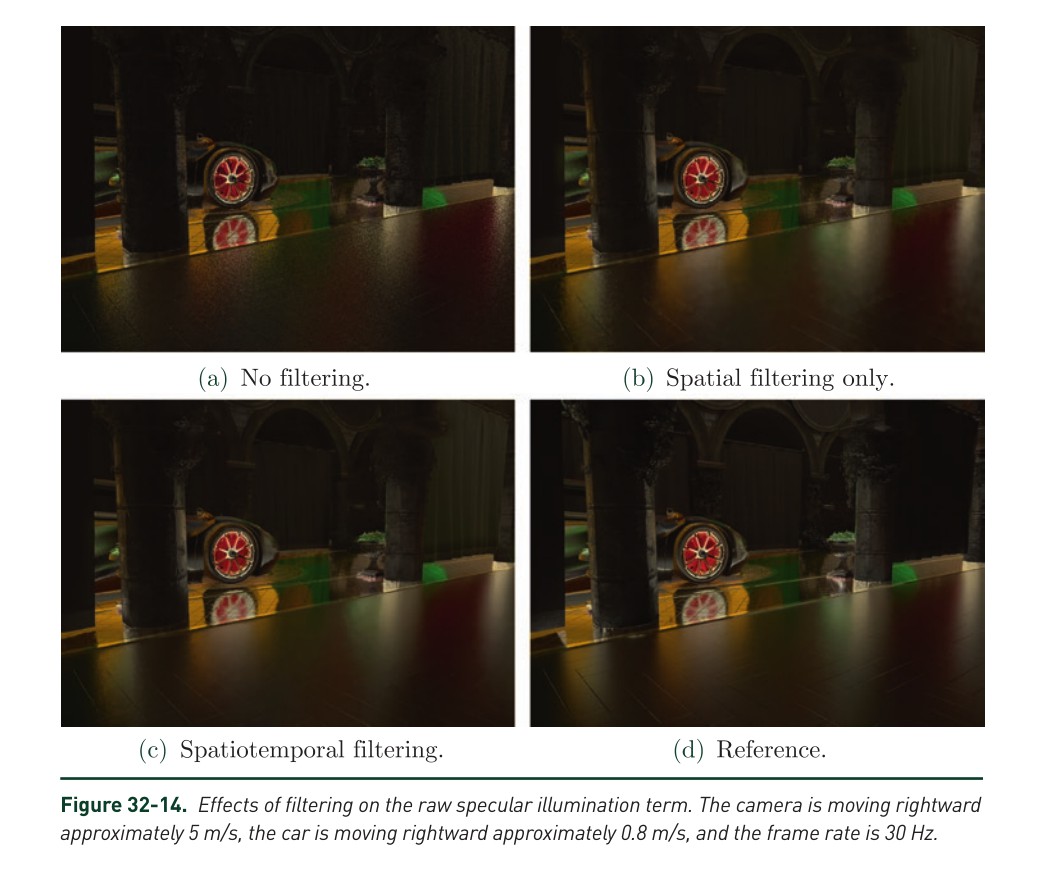 (a) No filtering.
(b) Spatial filtering only.
(c) Spatiotemporal filtering.
(d) Reference.
Figure 32-14. Effects of filtering on the raw specular illumination term. The camera is moving rightward
approximately 5 m/s, the car is moving rightward approximately 0.8 m/s, and the frame rate is 30 Hz.